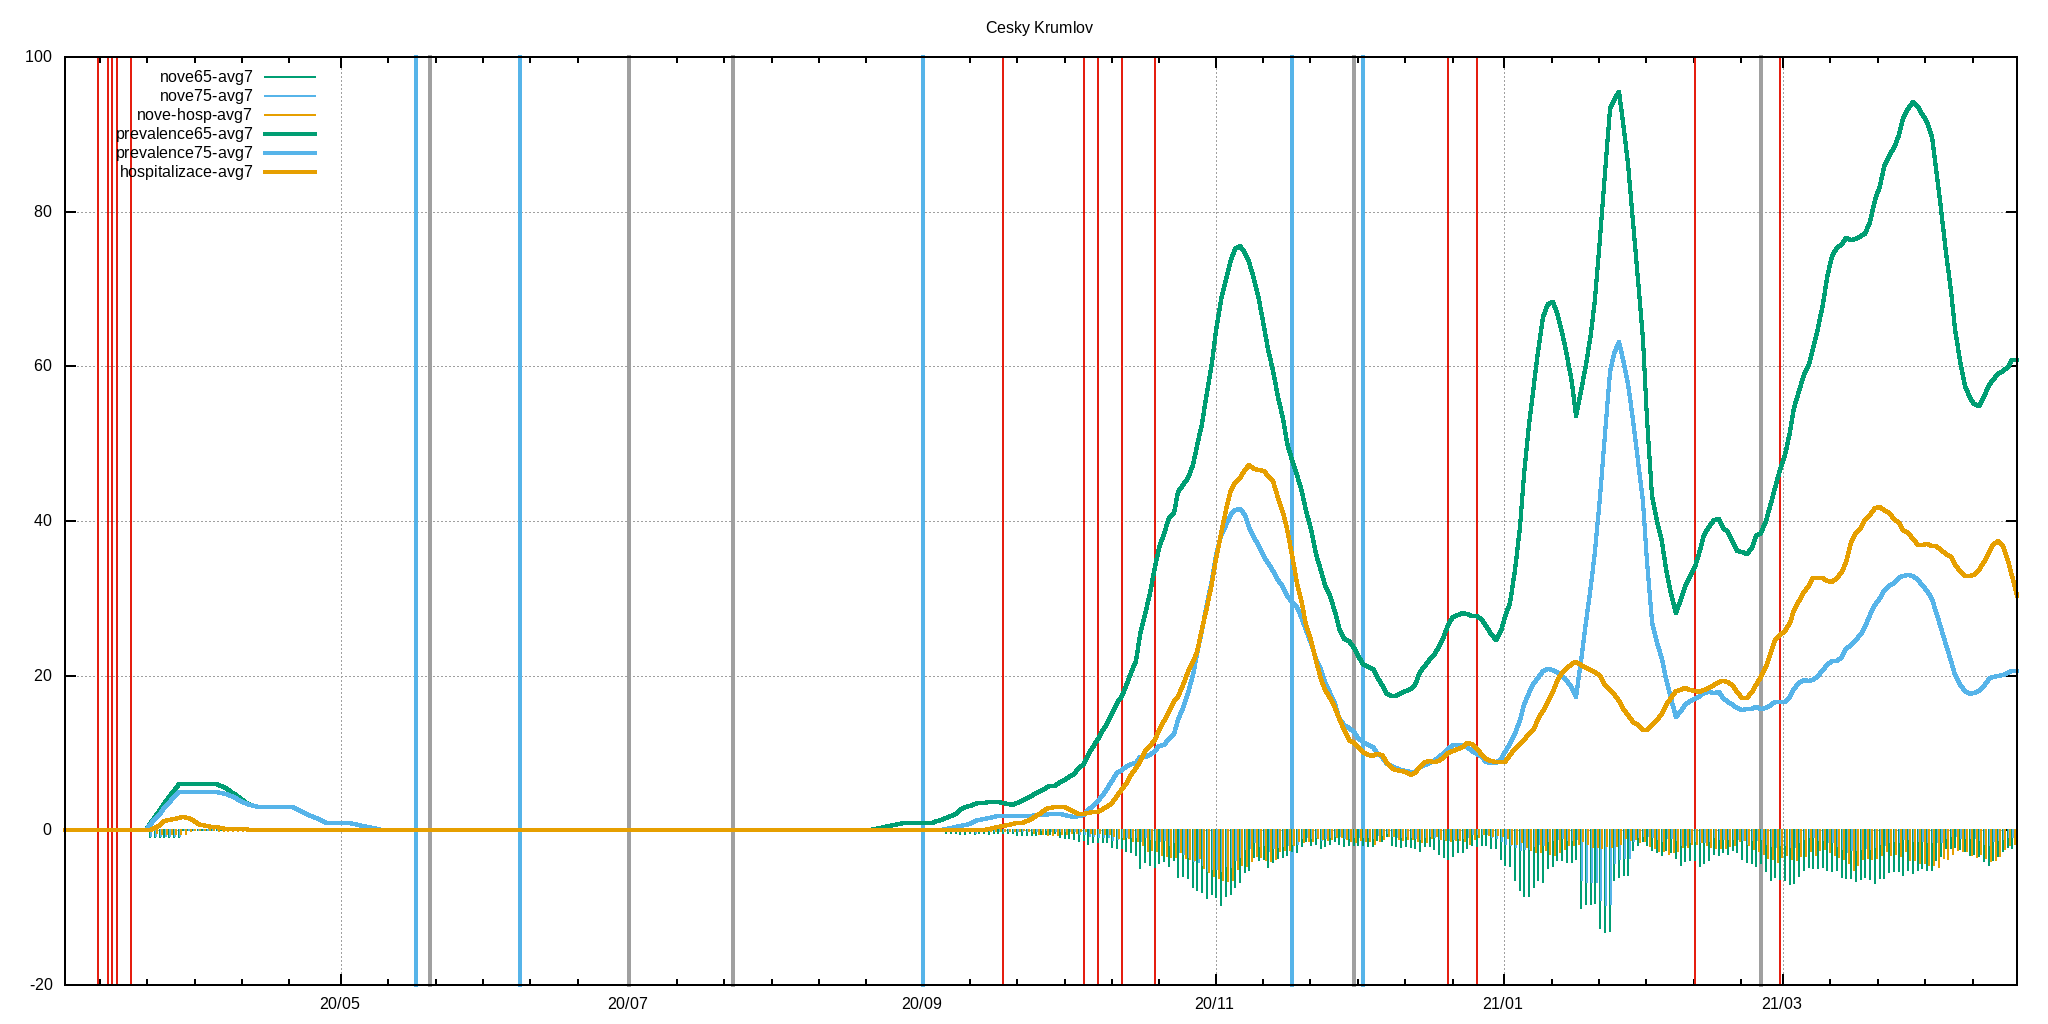 Cesky Krumlov
100
nove65-avg7
nove75-avg7
nove-hosp-avg7
prevalence65-avg7
prevalence75-avg7
hospitalizace-avg7
80
60
40
20
0
-20
20/05 20/07 20/09 20/11 21/01 21/03